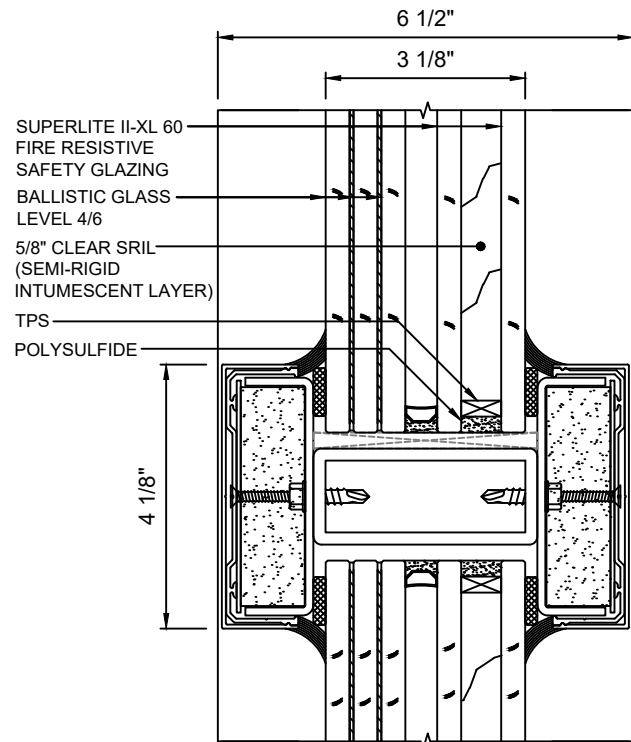 6 1/2"
3 1/8"
SUPERLITE II-XL 60
FIRE RESISTIVE
SAFETY GLAZING
BALLISTIC GLASS
LEVEL 4/6
5/8" CLEAR SRIL
(SEMI-RIGID
INTUMESCENT LAYER)
TPS
POLYSULFIDE
4 1/8"